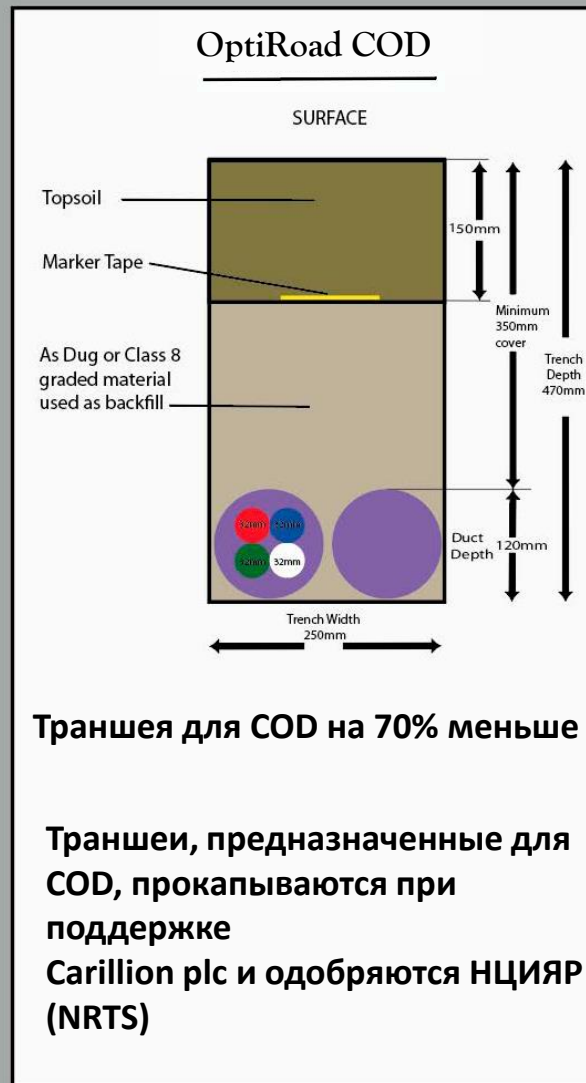 OptiRoad COD
SURFACE
Topsoil
Marker Tape
As Dug or Class 8
graded material
used as backfill
150mm
Minimum
350mm
cover
Trench
Depth
470mm
32mm
32mm
32mm
32mm
Duct
Depth
120mm
Trench Width
250mm
Траншея для COD на 70% меньше
Траншеи, предназначенные для
COD, прокапываются при
поддержке
Carillion plc и одобряются НЦИЯР
(NRTS)